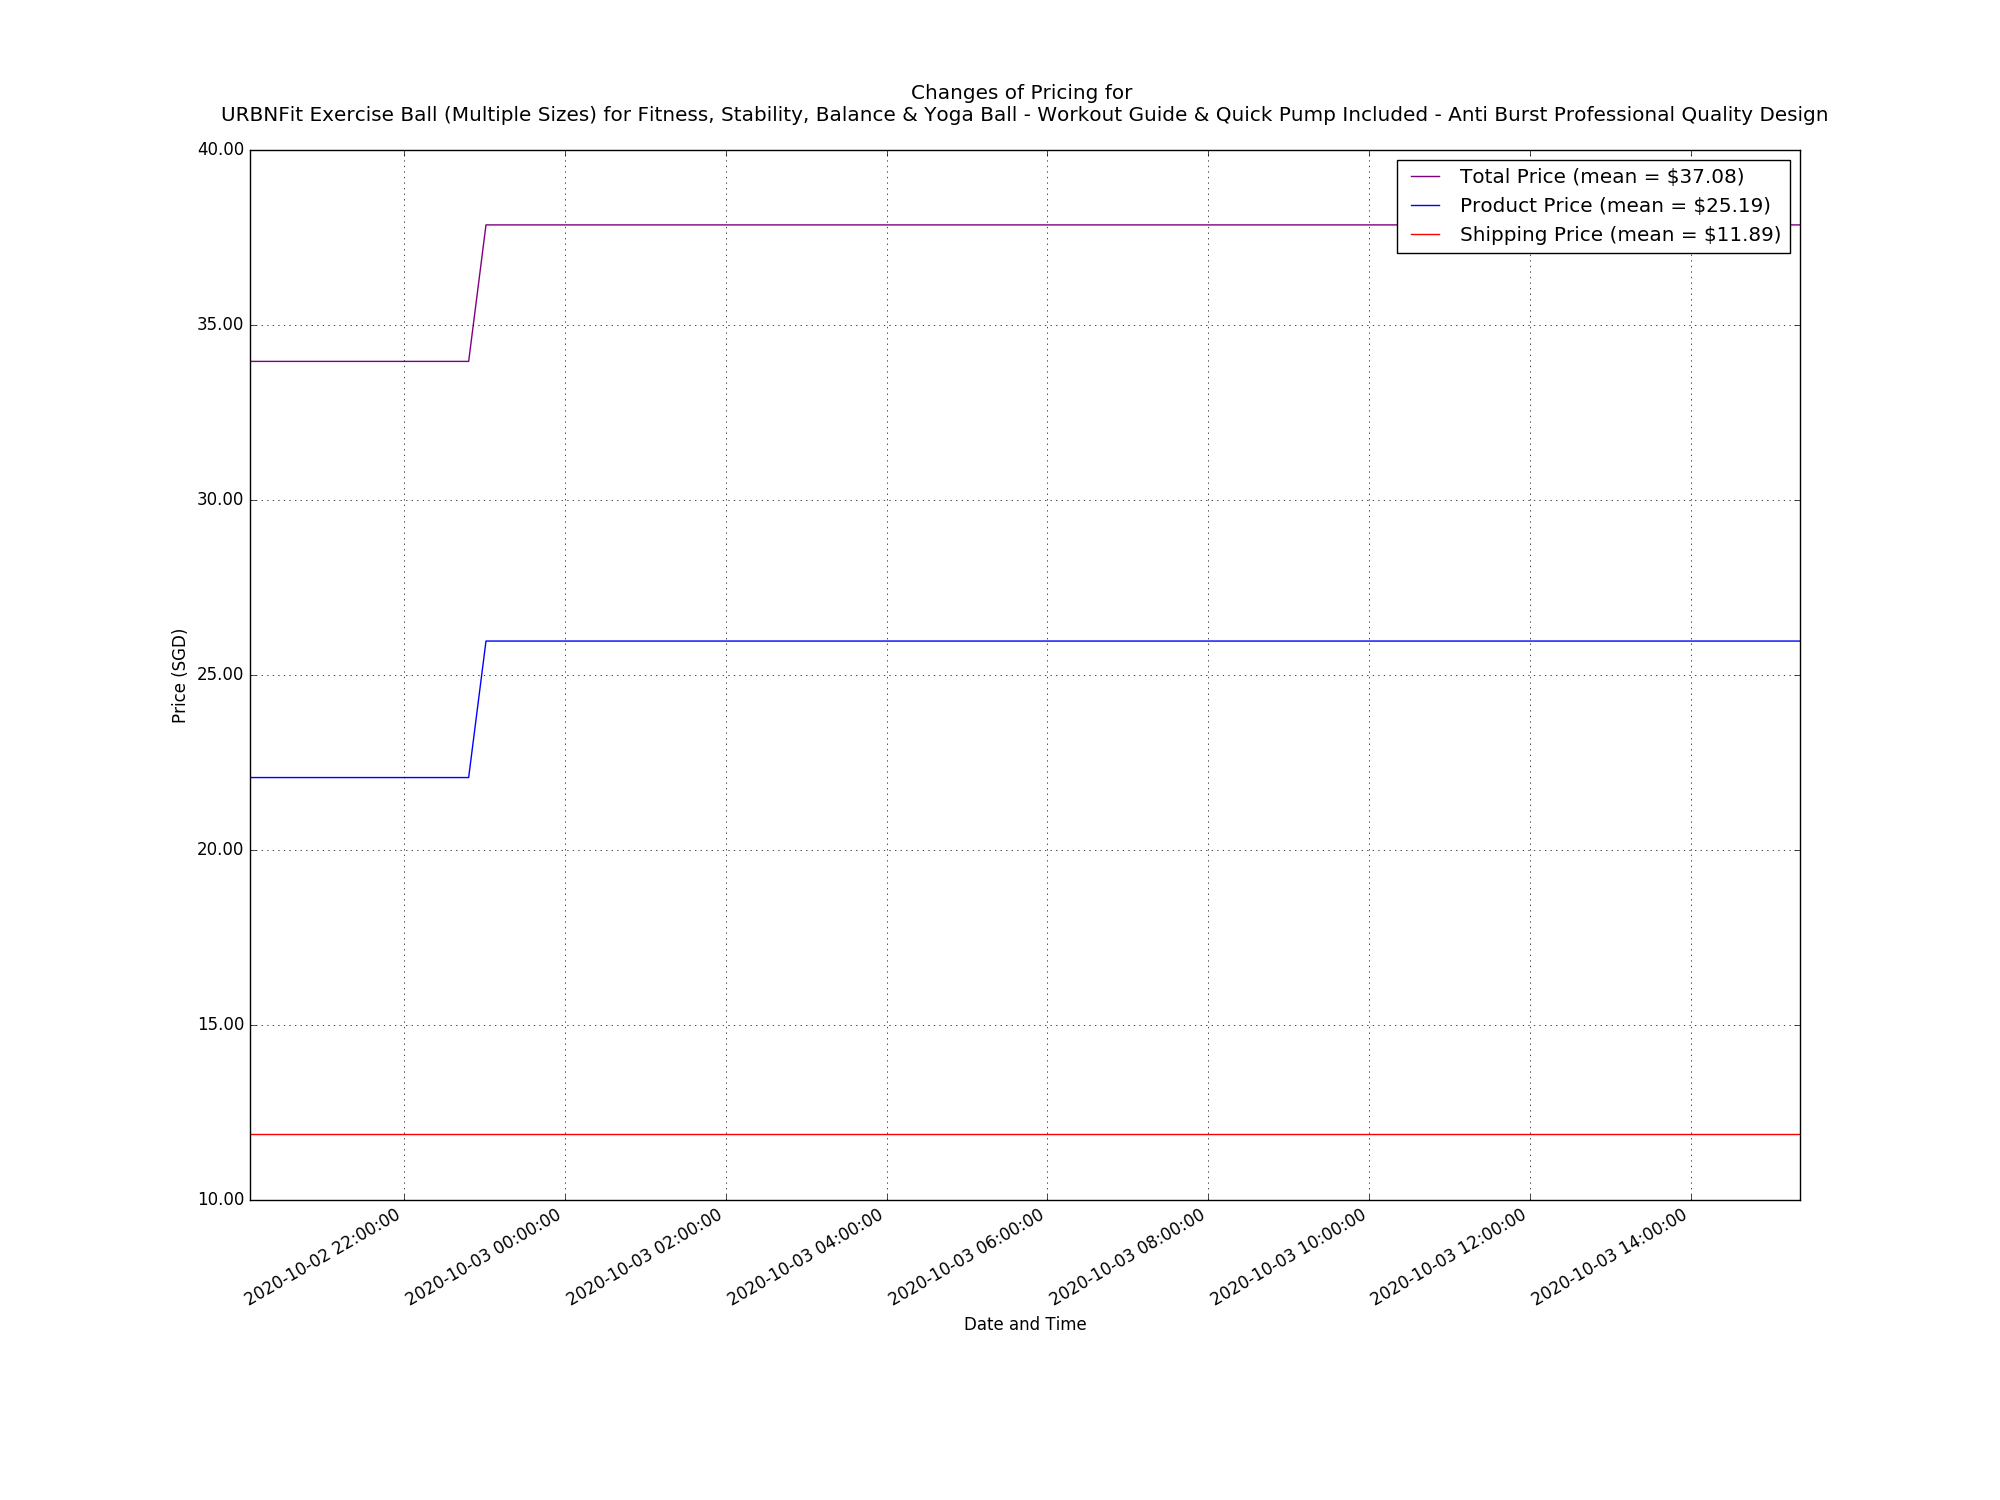 Changes of Pricing for
URBNFit Exercise Ball (Multiple Sizes) for Fitness, Stability, Balance & Yoga Ball - Workout Guide & Quick Pump Included - Anti Burst Professional Quality Design
Total Price (mean = $37.08)
Product Price (mean = $25.19)
Shipping Price (mean = $11.89)
Price (SGD)
40.00
35.00
30.00
25.00
20.00
15.00
10.00
2020-10-02 22:00:00
2020-10-03 00:00:00
2020-10-03 02:00:00
2020-10-03 04:00:00
2020-10-03 06:00:00
2020-10-03 08:00:00
2020-10-03 10:00:00
2020-10-03 12:00:00
2020-10-03 14:00:00
Date and Time